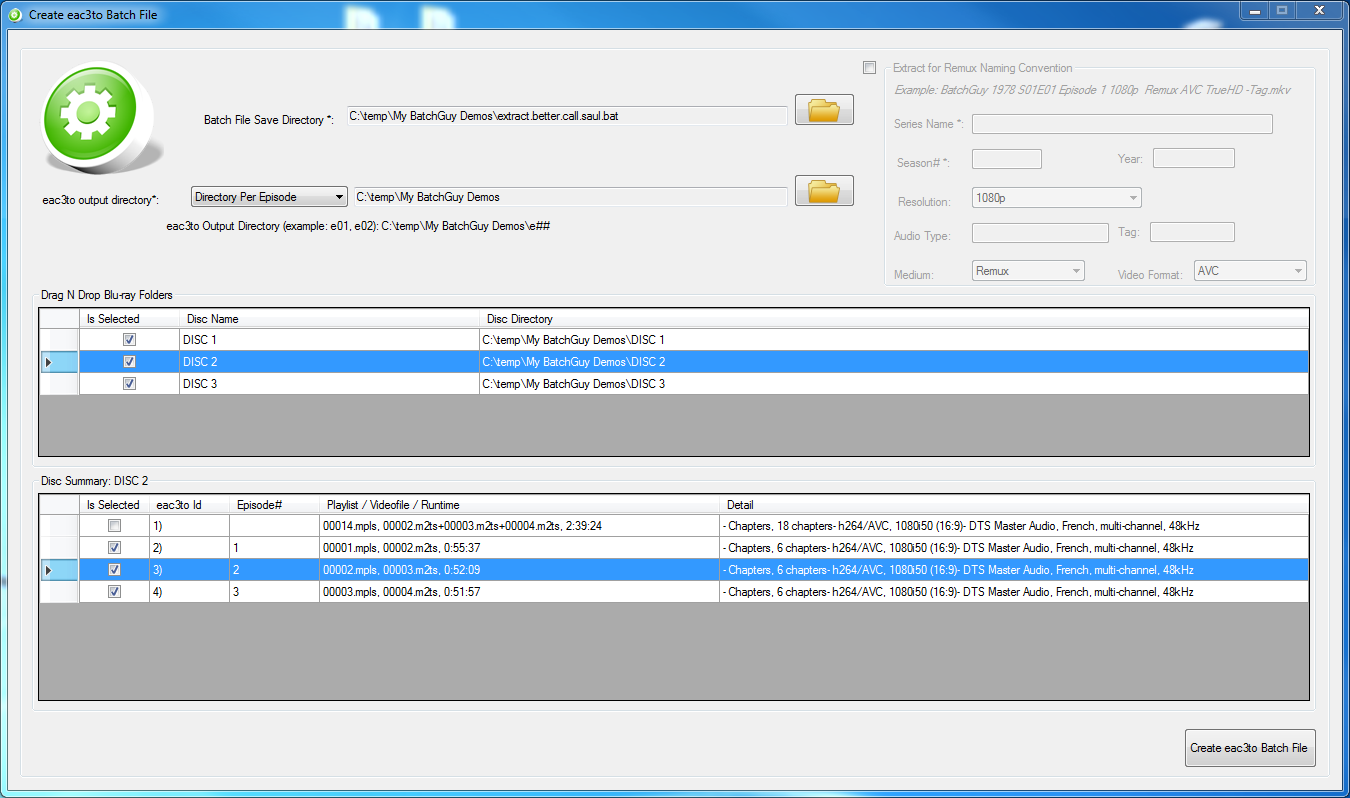 Create eac3to Batch File
Extract for Remux Naming Convention
Example: BatchGuy 1978 S01E01 Episode 1 1080p Remux AVC TrueHD -Tag.mkv
Batch File Save Directory *: C:\temp\My BatchGuy Demos\extract.better.call.saul.bat
Series Name *:
Season# *: Year:
eac3to output directory*: Directory Per Episode C:\temp\My BatchGuy Demos
Resolution: 1080p
eac3to Output Directory (example: e01, e02): C:\temp\My BatchGuy Demos\e##
Audio Type: Tag:
Medium: Remux Video Format: AVC
Drag N Drop Blu-ray Folders
Is Selected Disc Name Disc Directory
DISC 1 C:\temp\My BatchGuy Demos\DISC 1
DISC 2 C:\temp\My BatchGuy Demos\DISC 2
DISC 3 C:\temp\My BatchGuy Demos\DISC 3
Disc Summary: DISC 2
Is Selected eac3to Id Episode# Playlist / Videofile / Runtime Detail
1) 00014.mpls, 00002.m2ts+00003.m2ts+00004.m2ts, 2:39:24 - Chapters, 18 chapters- h264/AVC, 1080i50 (16:9)- DTS Master Audio, French, multi-channel, 48kHz
2) 1 00001.mpls, 00002.m2ts, 0:55:37 - Chapters, 6 chapters- h264/AVC, 1080i50 (16:9)- DTS Master Audio, French, multi-channel, 48kHz
3) 2 00002.mpls, 00003.m2ts, 0:52:09 - Chapters, 6 chapters- h264/AVC, 1080i50 (16:9)- DTS Master Audio, French, multi-channel, 48kHz
4) 3 00003.mpls, 00004.m2ts, 0:51:57 - Chapters, 6 chapters- h264/AVC, 1080i50 (16:9)- DTS Master Audio, French, multi-channel, 48kHz
Create eac3to Batch File